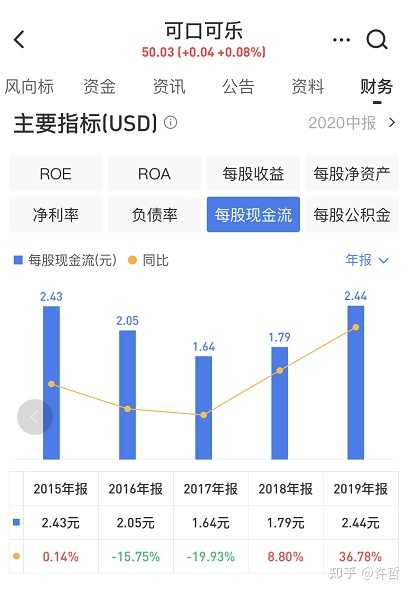 可口可乐
50.03 (+0.04 +0.08%)
风向标 资金 资讯 公告 资料 财务
主要指标(USD) 2020中报
ROE ROA 每股收益 每股净资产
净利率 负债率 每股现金流 每股公积金
每股现金流(元) 同比 年报
2.43 2.05 1.64 1.79 2.44
2015年报 2016年报 2017年报 2018年报 2019年报
2.43元 2.05元 1.64元 1.79元 2.44元
0.14% -15.75% -19.93% 8.80% 36.78%
知乎 @许哲